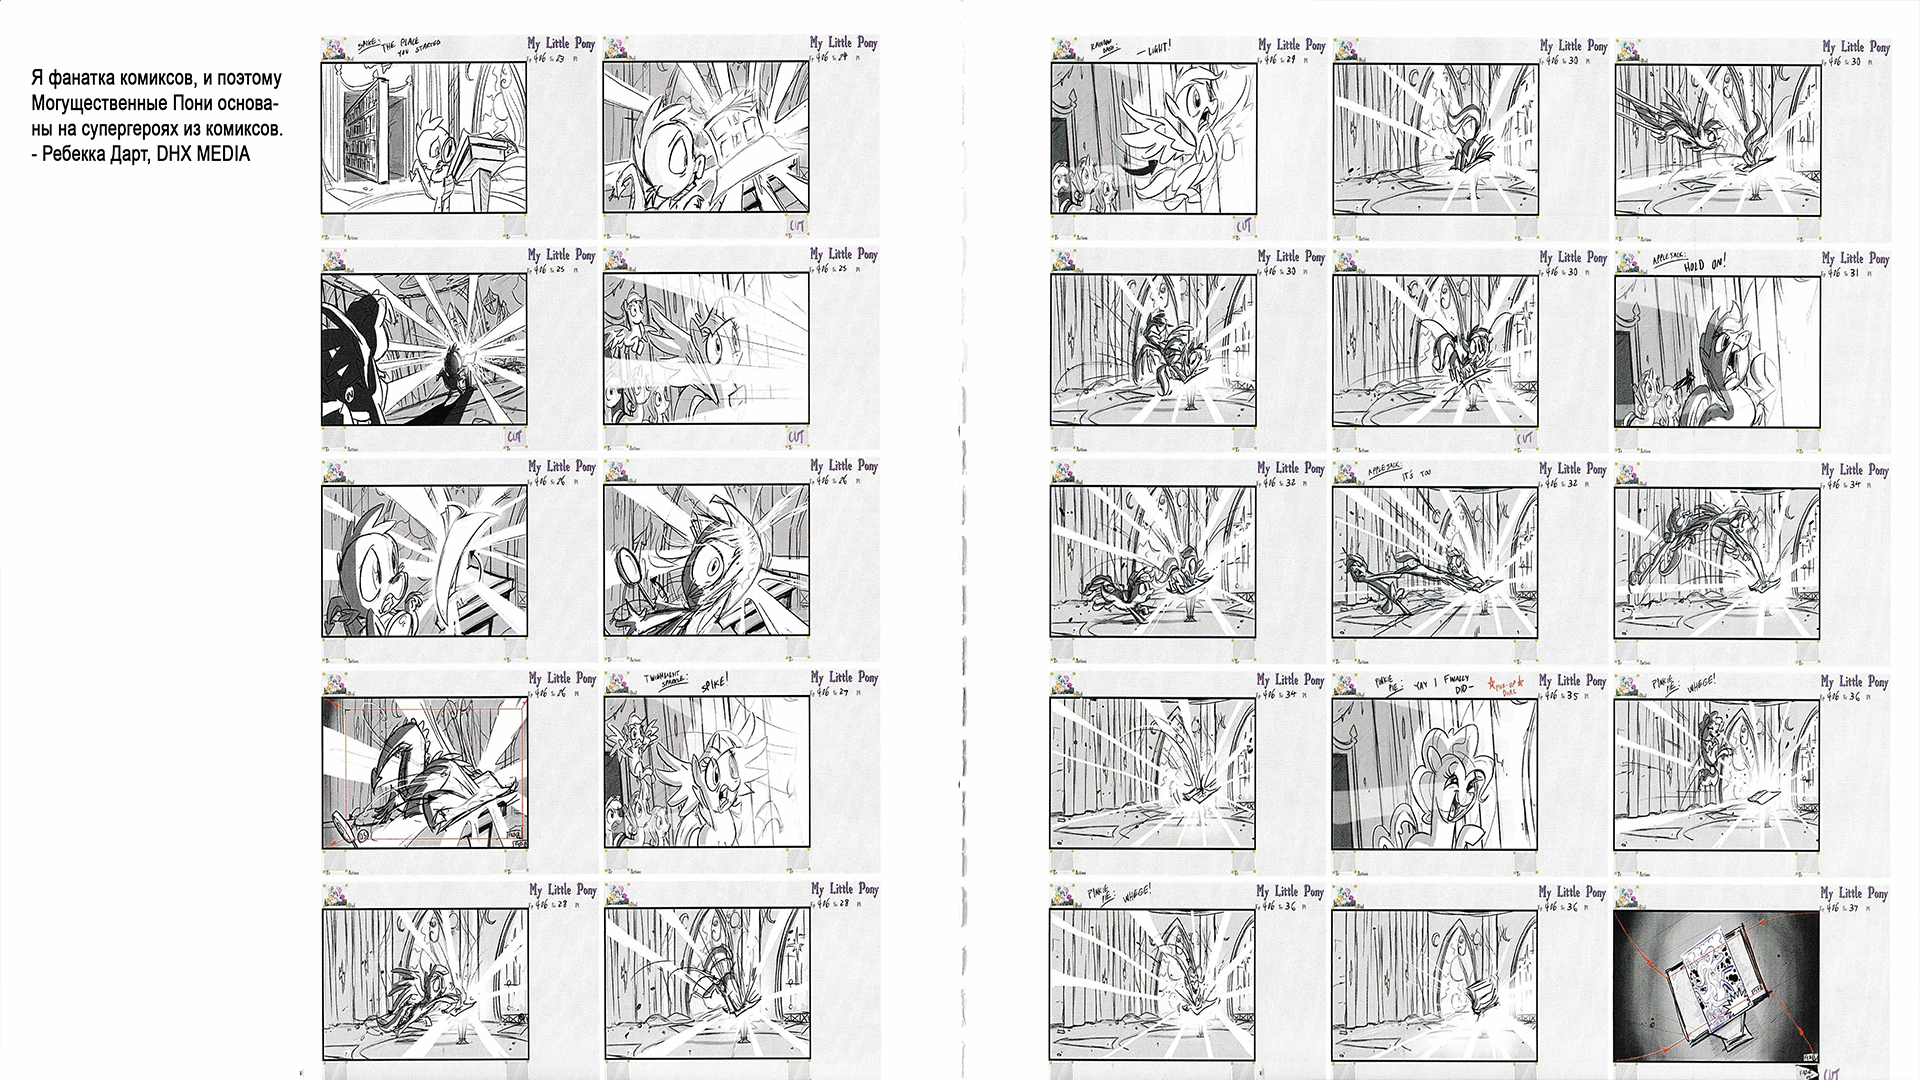 Я фанатка комиксов, и поэтому
Могущественные Пони основа-
ны на супергероях из комиксов.
- Ребекка Дарт, DHX MEDIA
SPIKE: THE PLACE
YOU STARTED
My Little Pony
416 23
My Little Pony
416 24
CUT
My Little Pony
416 25
CUT
My Little Pony
416 25
CUT
My Little Pony
416 26
My Little Pony
416 26
My Little Pony
416 26
TWILIGHT
SPARKLE: SPIKE!
My Little Pony
416 27
My Little Pony
416 28
My Little Pony
416 28
RAINBOW
DASH: —LIGHT!
My Little Pony
416 29
CUT
My Little Pony
416 30
My Little Pony
416 30
My Little Pony
416 30
My Little Pony
416 30
CUT
APPLEJACK: HOLD ON!
My Little Pony
416 31
My Little Pony
416 32
APPLEJACK: IT'S TOO
My Little Pony
416 32
My Little Pony
416 34
My Little Pony
416 34
PINKIE
PIE: YAY I FINALLY
DID—
My Little Pony
416 35
PINKIE
PIE: WHEEE!
My Little Pony
416 36
PINKIE
PIE: WHEEE!
My Little Pony
416 36
My Little Pony
416 36
My Little Pony
416 37
CUT